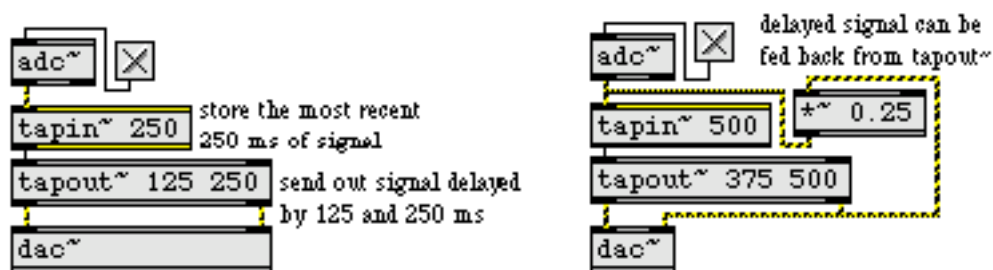 adc~
tapin~ 250
store the most recent
250 ms of signal
tapout~ 125 250
send out signal delayed
by 125 and 250 ms
dac~
delayed signal can be
fed back from tapout~
adc~
*~ 0.25
tapin~ 500
tapout~ 375 500
dac~